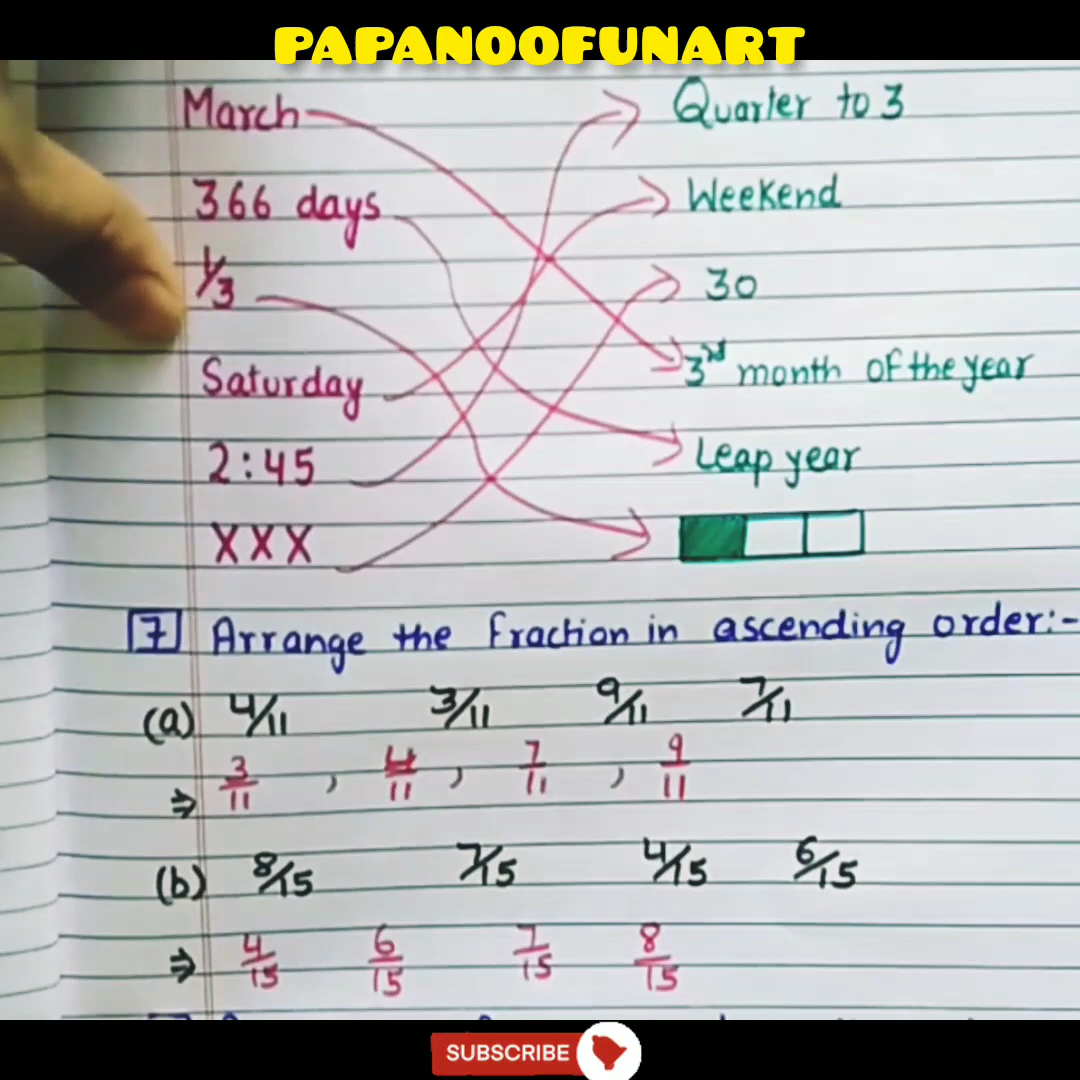 PAPANOOFUNART
March Quarter to 3
366 days Weekend
1/3 30
Saturday 3rd month of the year
2:45 Leap year
XXX
7 Arrange the fraction in ascending order:-
(a) 4/11 3/11 9/11 7/11
⇒ 3/11 , 4/11 , 7/11 , 9/11
(b) 8/15 7/15 4/15 6/15
⇒ 4/15 6/15 7/15 8/15
SUBSCRIBE